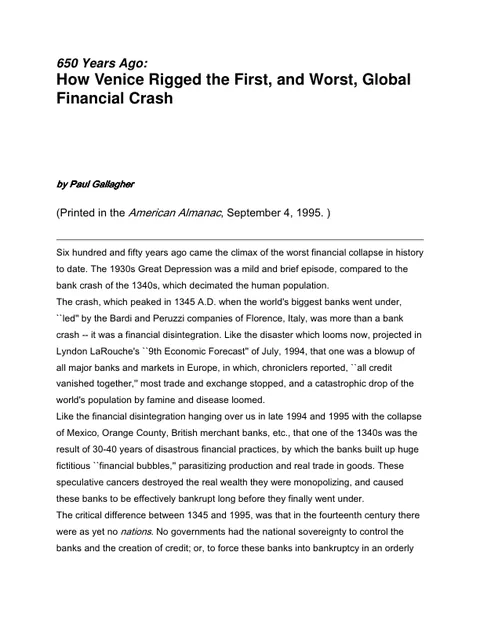 650 Years Ago:
How Venice Rigged the First, and Worst, Global
Financial Crash
by Paul Gallagher
(Printed in the American Almanac, September 4, 1995. )
Six hundred and fifty years ago came the climax of the worst financial collapse in history
to date. The 1930s Great Depression was a mild and brief episode, compared to the
bank crash of the 1340s, which decimated the human population.
The crash, which peaked in 1345 A.D. when the world's biggest banks went under,
``led'' by the Bardi and Peruzzi companies of Florence, Italy, was more than a bank
crash -- it was a financial disintegration. Like the disaster which looms now, projected in
Lyndon LaRouche's ``9th Economic Forecast'' of July, 1994, that one was a blowup of
all major banks and markets in Europe, in which, chroniclers reported, ``all credit
vanished together,'' most trade and exchange stopped, and a catastrophic drop of the
world's population by famine and disease loomed.
Like the financial disintegration hanging over us in late 1994 and 1995 with the collapse
of Mexico, Orange County, British merchant banks, etc., that one of the 1340s was the
result of 30-40 years of disastrous financial practices, by which the banks built up huge
fictitious ``financial bubbles,'' parasitizing production and real trade in goods. These
speculative cancers destroyed the real wealth they were monopolizing, and caused
these banks to be effectively bankrupt long before they finally went under.
The critical difference between 1345 and 1995, was that in the fourteenth century there
were as yet no nations. No governments had the national sovereignty to control the
banks and the creation of credit; or, to force these banks into bankruptcy in an orderly